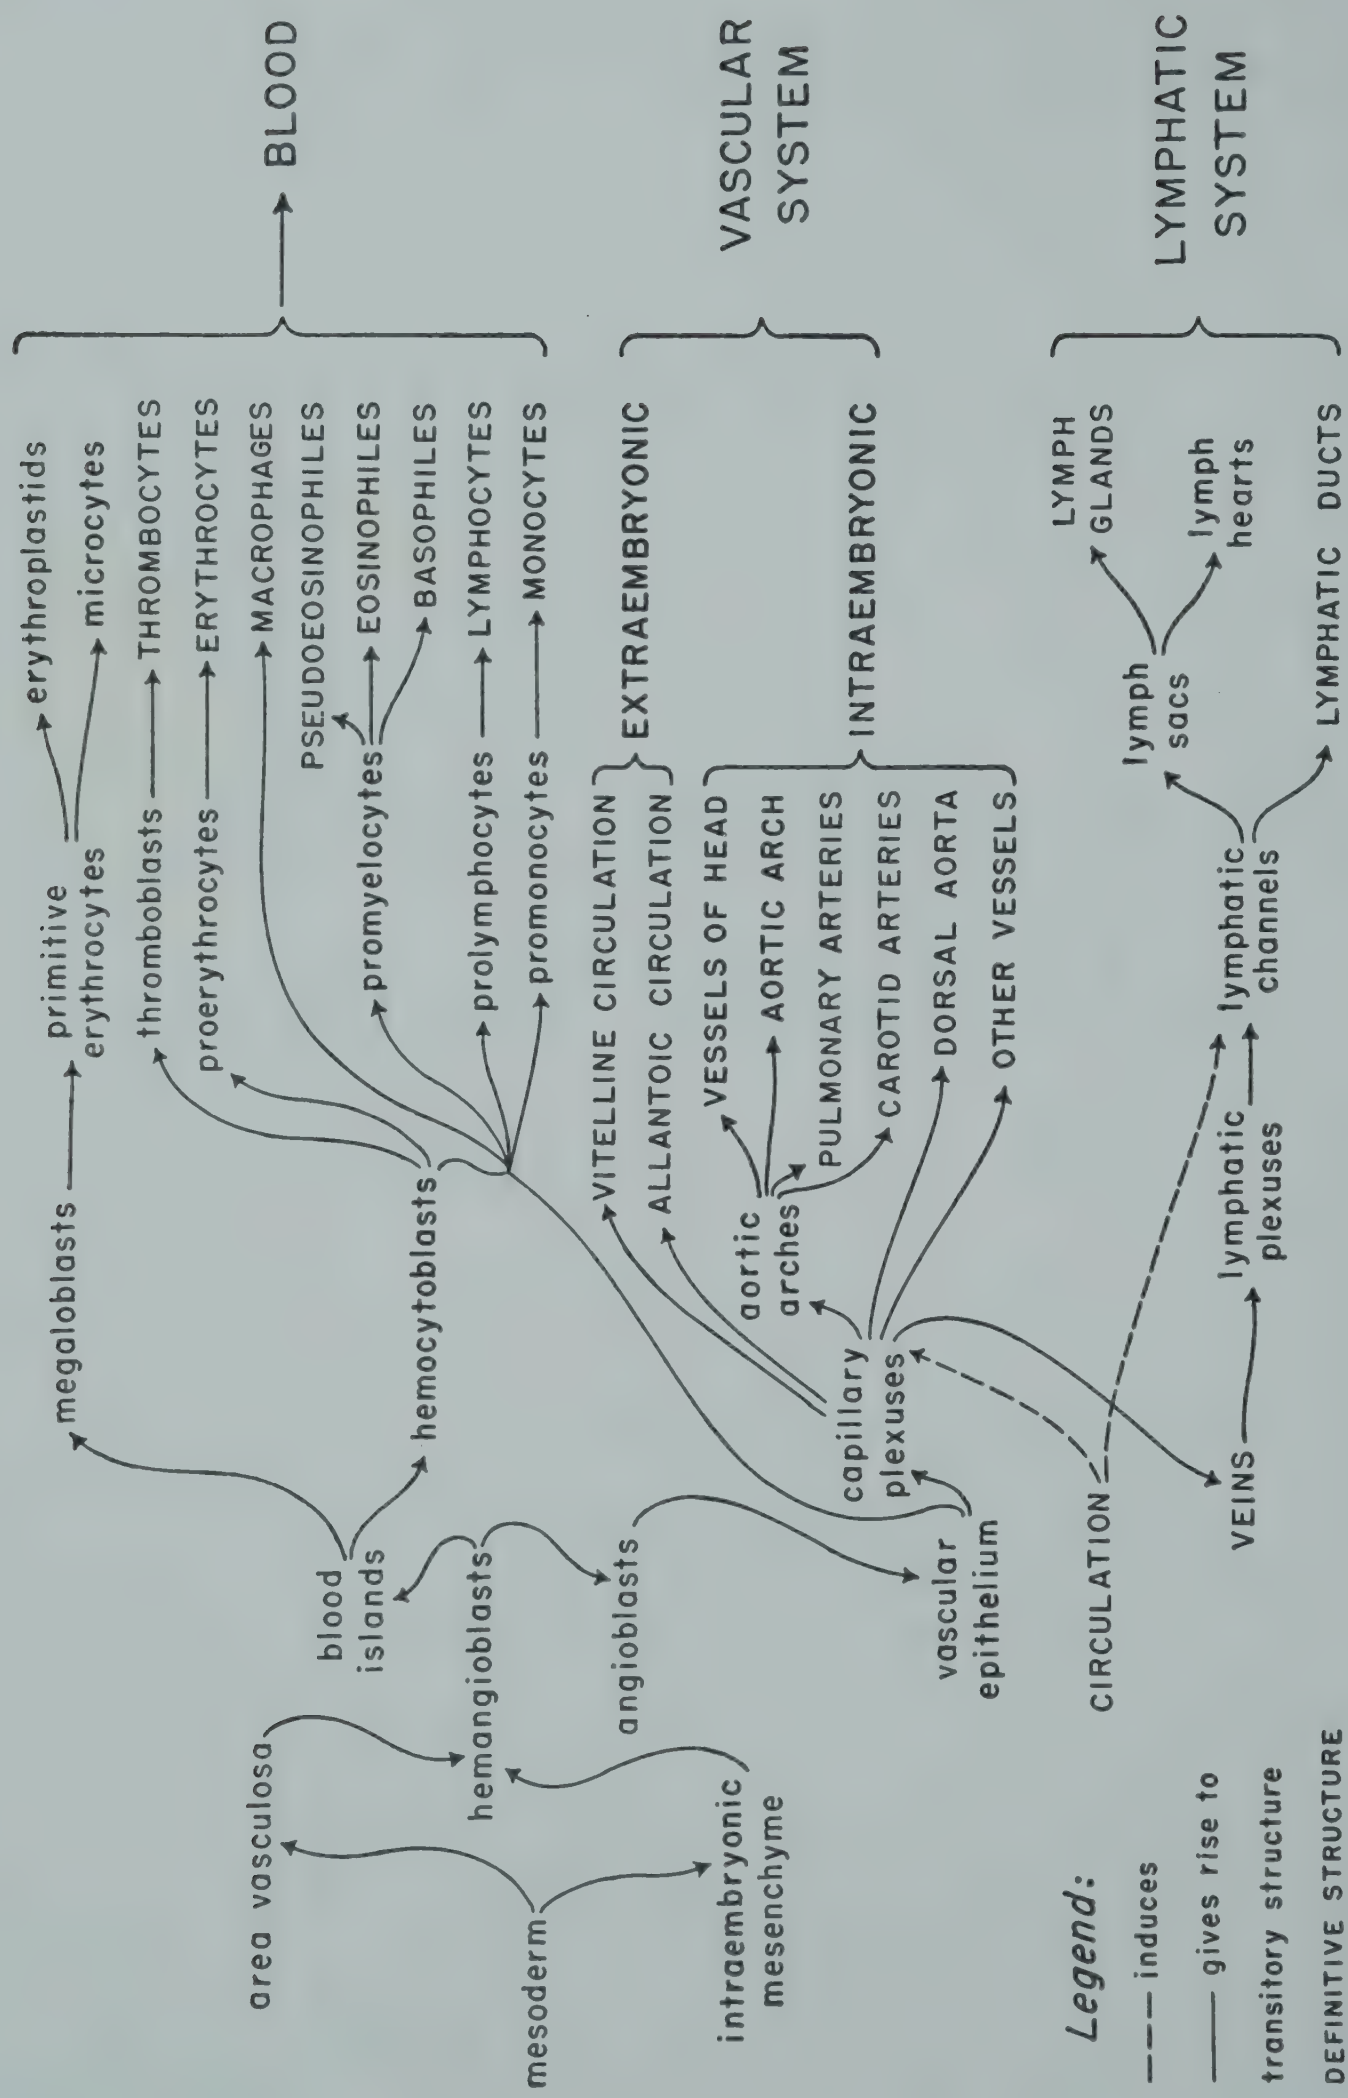 area vasculosa
mesoderm
intraembryonic
mesenchyme
hemangioblasts
blood
islands
angioblasts
vascular
epithelium
megaloblasts
hemocytoblasts
capillary
plexuses
aortic
arches
primitive
erythrocytes
erythroplastids
microcytes
thromboblasts
THROMBOCYTES
proerythrocytes
ERYTHROCYTES
MACROPHAGES
promyelocytes
PSEUDOEOSINOPHILES
EOSINOPHILES
BASOPHILES
prolymphocytes
LYMPHOCYTES
promonocytes
MONOCYTES
BLOOD
VITELLINE CIRCULATION
ALLANTOIC CIRCULATION
EXTRAEMBRYONIC
VESSELS OF HEAD
AORTIC ARCH
PULMONARY ARTERIES
CAROTID ARTERIES
DORSAL AORTA
OTHER VESSELS
INTRAEMBRYONIC
VASCULAR
SYSTEM
CIRCULATION
VEINS
lymphatic
plexuses
lymphatic
channels
lymph
sacs
LYMPH
GLANDS
lymph
hearts
LYMPHATIC DUCTS
LYMPHATIC
SYSTEM
Legend:
induces
gives rise to
transitory structure
DEFINITIVE STRUCTURE